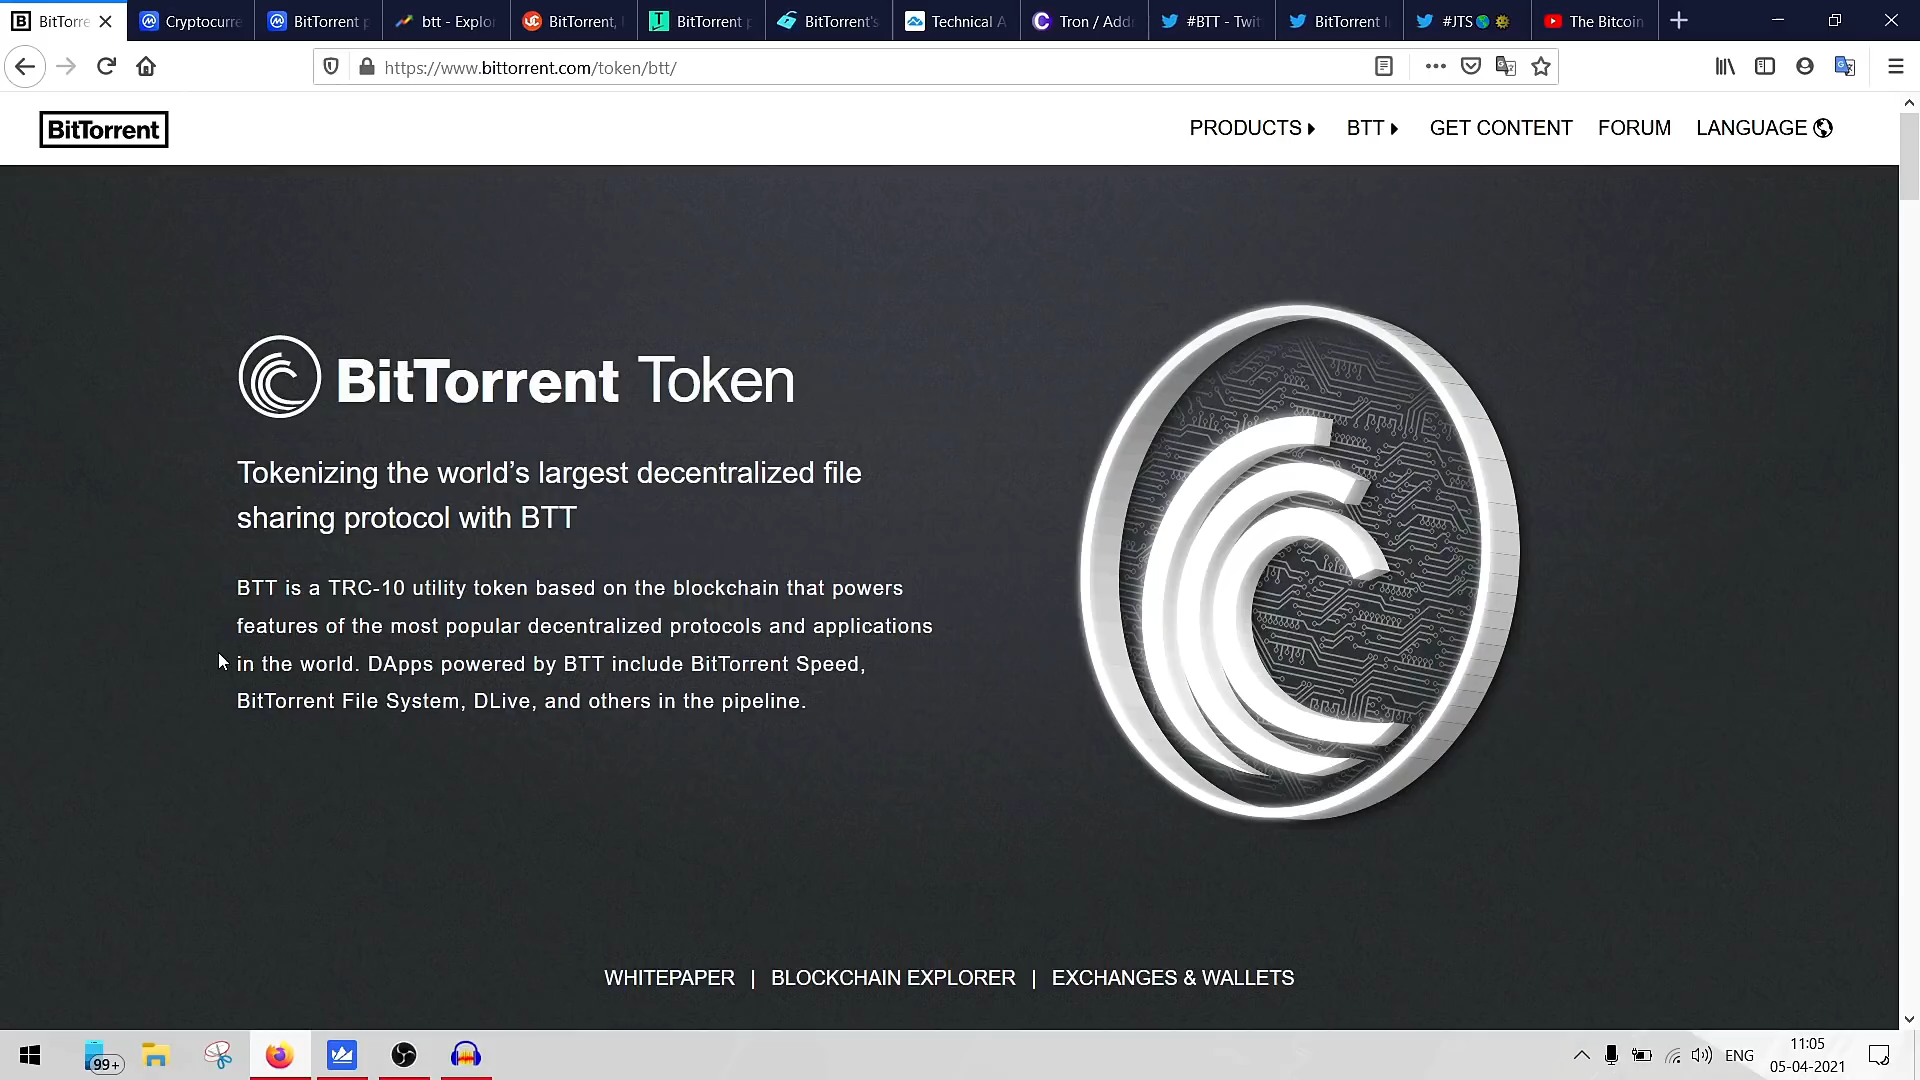 BitTorre
Cryptocurre
BitTorrent p
btt - Explo
BitTorrent,
BitTorrent p
BitTorrent's
Technical A
Tron / Addr
#BTT - Twit
BitTorrent I
#JTS
The Bitcoin
https://www.bittorrent.com/token/btt/
BitTorrent
PRODUCTS
BTT
GET CONTENT
FORUM
LANGUAGE
BitTorrent Token
Tokenizing the world’s largest decentralized file
sharing protocol with BTT
BTT is a TRC-10 utility token based on the blockchain that powers
features of the most popular decentralized protocols and applications
in the world. DApps powered by BTT include BitTorrent Speed,
BitTorrent File System, DLive, and others in the pipeline.
WHITEPAPER | BLOCKCHAIN EXPLORER | EXCHANGES & WALLETS
99+
ENG
11:05
05-04-2021